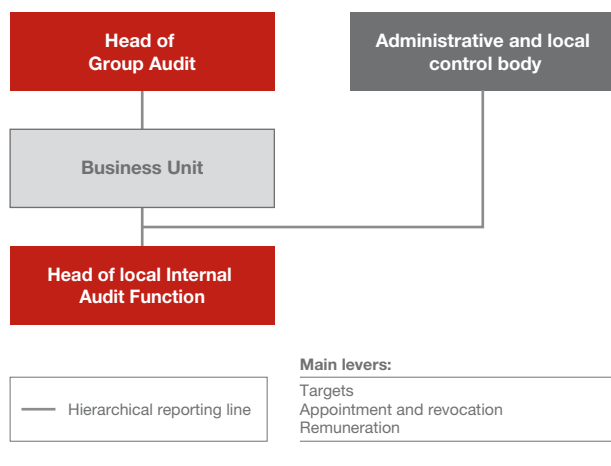 Head of
Group Audit
Administrative and local
control body
Business Unit
Head of local Internal
Audit Function
Hierarchical reporting line
Main levers:
Targets
Appointment and revocation
Remuneration